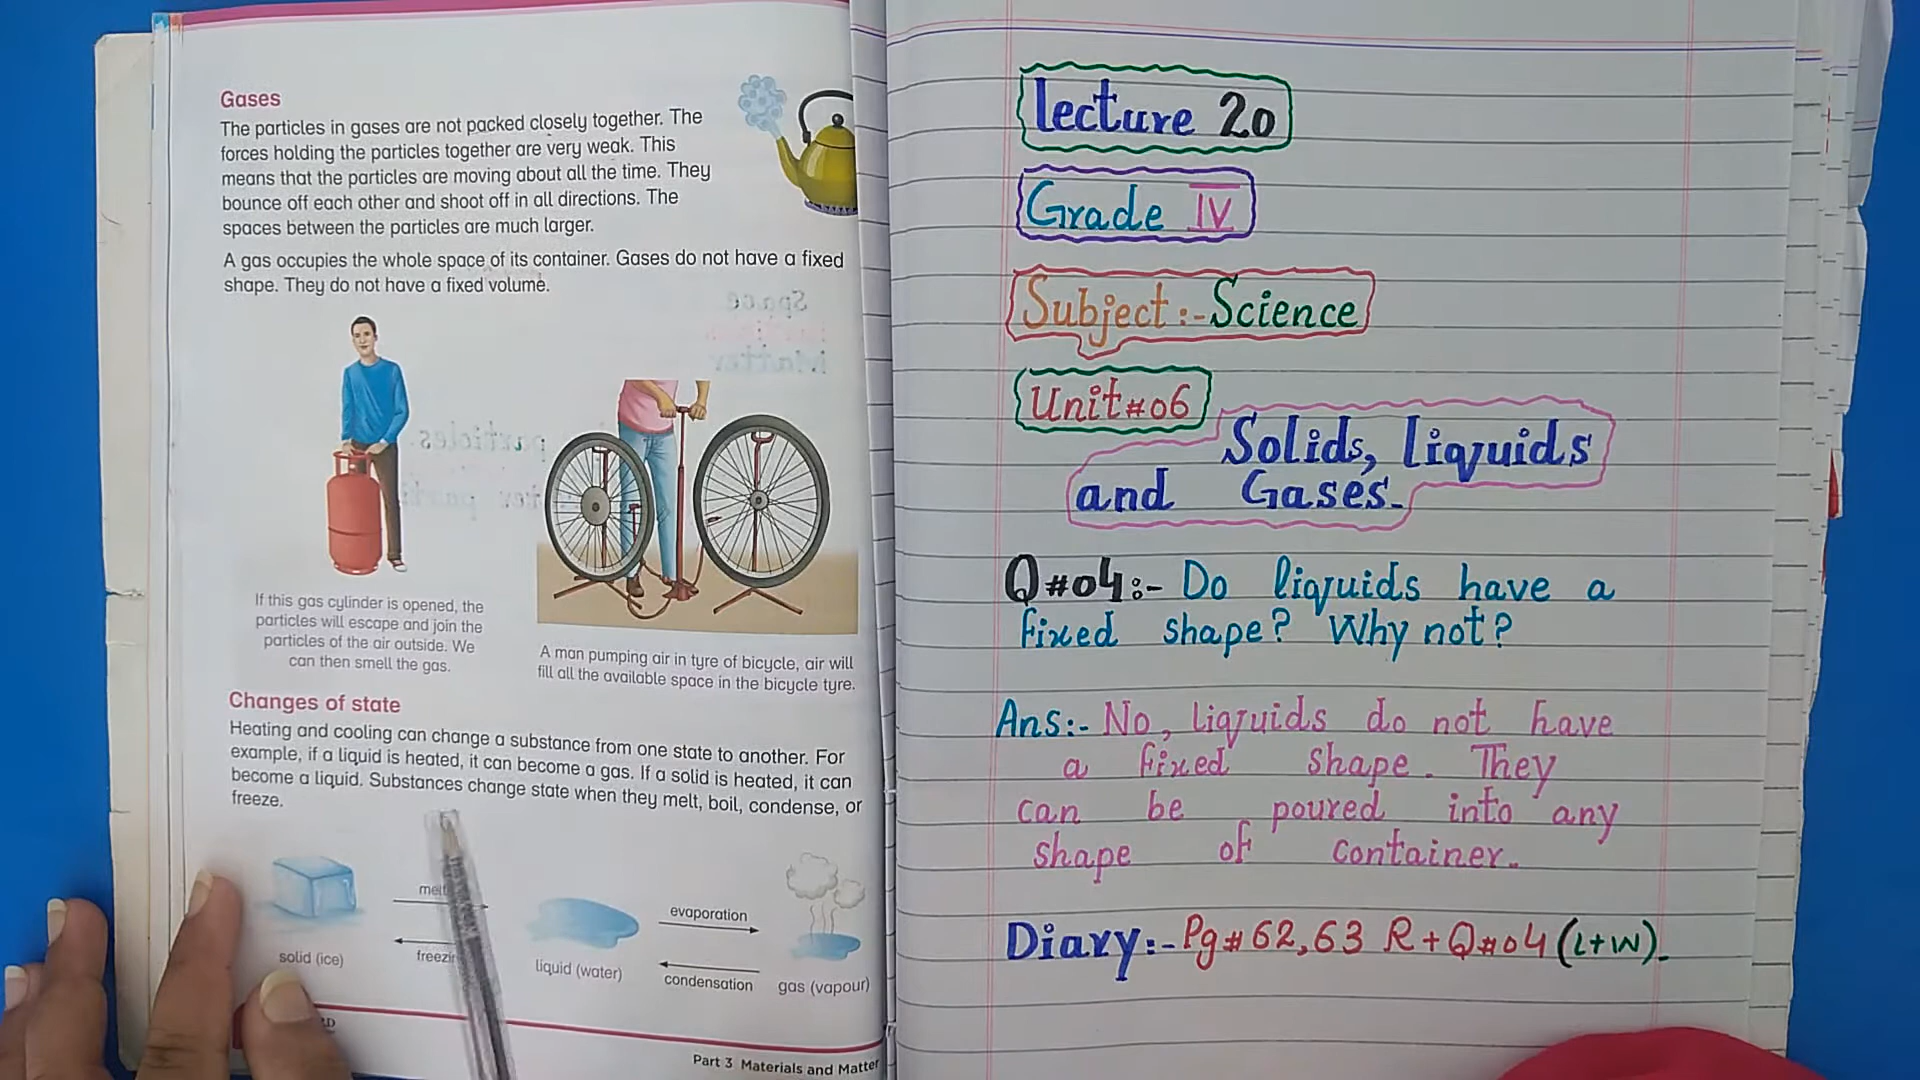 Gases
The particles in gases are not packed closely together. The
forces holding the particles together are very weak. This
means that the particles are moving about all the time. They
bounce off each other and shoot off in all directions. The
spaces between the particles are much larger.
A gas occupies the whole space of its container. Gases do not have a fixed
shape. They do not have a fixed volume.
If this gas cylinder is opened, the
particles will escape and join the
particles of the air outside. We
can then smell the gas.
A man pumping air in tyre of bicycle, air will
fill all the available space in the bicycle tyre.
Changes of state
Heating and cooling can change a substance from one state to another. For
example, if a liquid is heated, it can become a gas. If a solid is heated, it can
become a liquid. Substances change state when they melt, boil, condense, or
freeze.
evaporation
solid (ice)
liquid (water)
condensation
gas (vapour)
Part 3 Materials and Matter
lecture 20
Grade IV
Subject:-Science
Unit#06
Solids, liquids
and Gases.
Q#04:- Do liquids have a
fixed shape? Why not?
Ans:- No, liquids do not have
a fixed shape. They
can be poured into any
shape of container.
Diary:- Pg#62,63 R+Q#04(L+W).